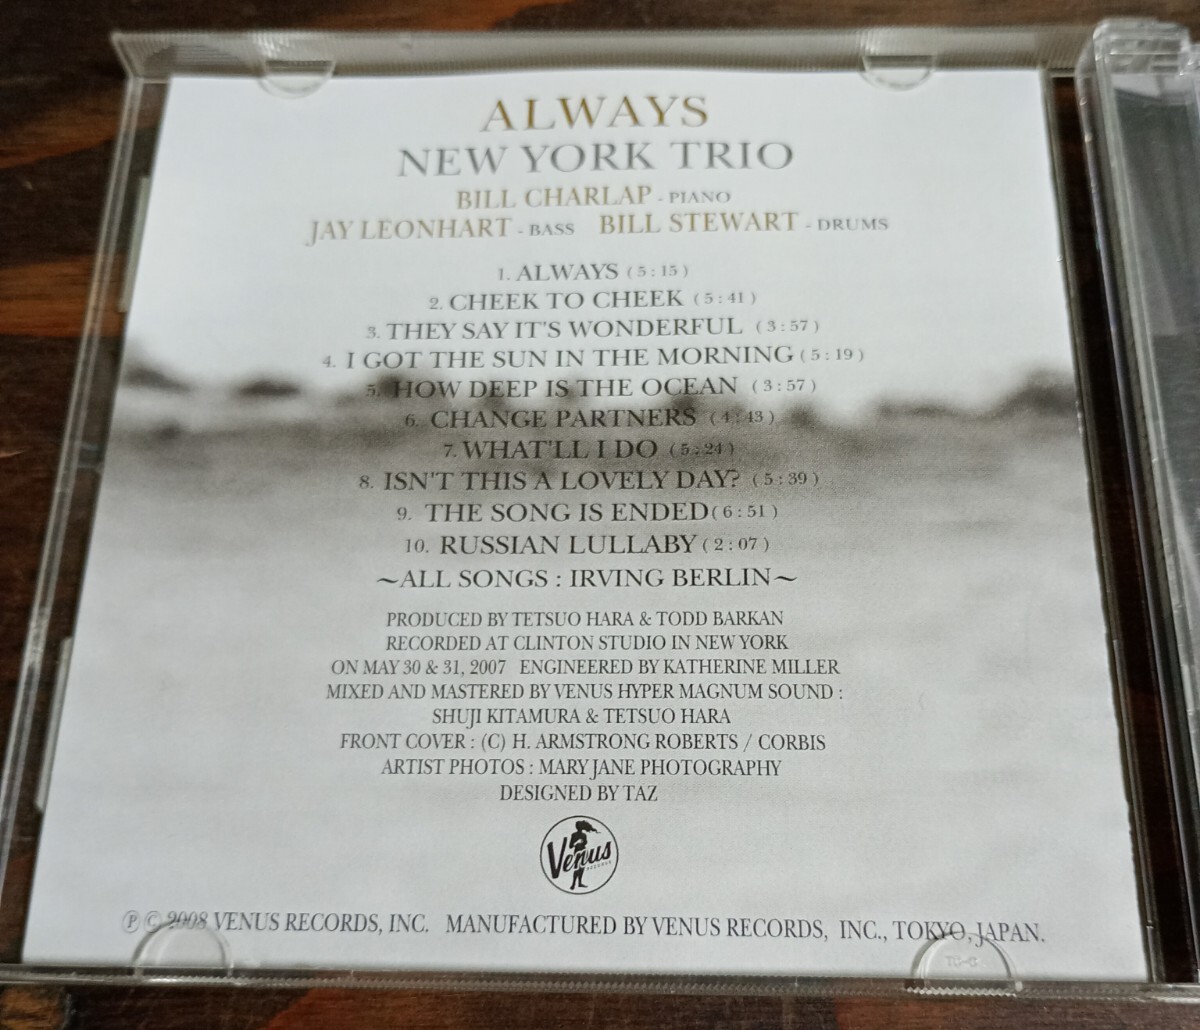 ALWAYS
NEW YORK TRIO
BILL CHARLAP - PIANO
JAY LEONHART - BASS BILL STEWART - DRUMS
1. ALWAYS (5:15)
2. CHEEK TO CHEEK (5:41)
3. THEY SAY IT'S WONDERFUL (3:57)
4. I GOT THE SUN IN THE MORNING (5:19)
5. HOW DEEP IS THE OCEAN (3:57)
6. CHANGE PARTNERS (4:43)
7. WHAT'LL I DO (5:24)
8. ISN'T THIS A LOVELY DAY? (5:39)
9. THE SONG IS ENDED (6:51)
10. RUSSIAN LULLABY (2:07)
~ALL SONGS : IRVING BERLIN~
PRODUCED BY TETSUO HARA & TODD BARKAN
RECORDED AT CLINTON STUDIO IN NEW YORK
ON MAY 30 & 31, 2007 ENGINEERED BY KATHERINE MILLER
MIXED AND MASTERED BY VENUS HYPER MAGNUM SOUND :
SHUJI KITAMURA & TETSUO HARA
FRONT COVER : (C) H. ARMSTRONG ROBERTS / CORBIS
ARTIST PHOTOS : MARY JANE PHOTOGRAPHY
DESIGNED BY TAZ
Venus
RECORDS
℗ © 2008 VENUS RECORDS, INC. MANUFACTURED BY VENUS RECORDS, INC., TOKYO, JAPAN.